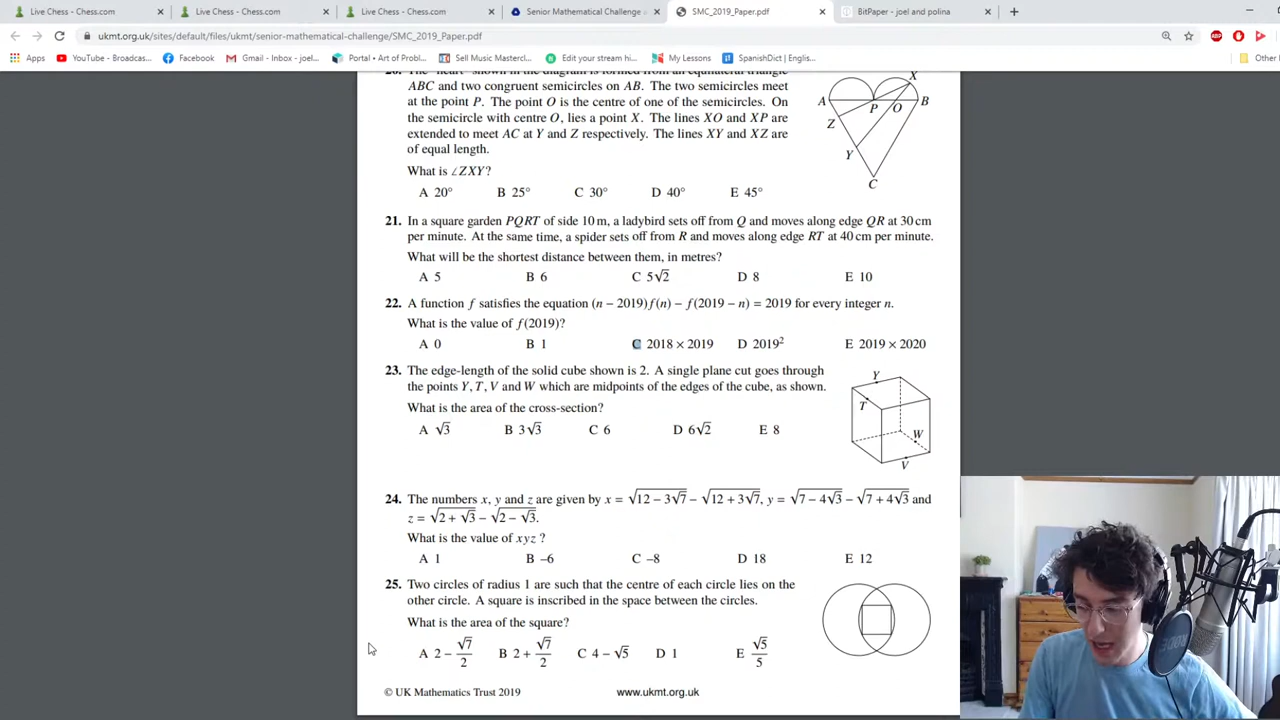 Live Chess - Chess.com
Live Chess - Chess.com
Live Chess - Chess.com
Senior Mathematical Challenge
SMC_2019_Paper.pdf
BitPaper - joel and polina
ukmt.org.uk/sites/default/files/ukmt/senior-mathematical-challenge/SMC_2019_Paper.pdf
Apps
YouTube - Broadcas...
Facebook
Gmail - Inbox - joel...
Portal • Art of Probl...
Sell Music Mastercl...
Edit your stream hi...
My Lessons
SpanishDict | Englis...
Other
20. The "heart" shown in the diagram is formed from an equilateral triangle
ABC and two congruent semicircles on AB. The two semicircles meet
at the point P. The point O is the centre of one of the semicircles. On
the semicircle with centre O, lies a point X. The lines XO and XP are
extended to meet AC at Y and Z respectively. The lines XY and XZ are
of equal length.
What is ∠ZXY?
A 20° B 25° C 30° D 40° E 45°
X
A P O B
Z
Y
C
21. In a square garden PQRT of side 10 m, a ladybird sets off from Q and moves along edge QR at 30 cm
per minute. At the same time, a spider sets off from R and moves along edge RT at 40 cm per minute.
What will be the shortest distance between them, in metres?
A 5 B 6 C 5√2 D 8 E 10
22. A function f satisfies the equation (n − 2019)f(n) − f(2019 − n) = 2019 for every integer n.
What is the value of f(2019)?
A 0 B 1 C 2018 × 2019 D 2019² E 2019 × 2020
23. The edge-length of the solid cube shown is 2. A single plane cut goes through
the points Y, T, V and W which are midpoints of the edges of the cube, as shown.
What is the area of the cross-section?
A √3 B 3√3 C 6 D 6√2 E 8
Y
T
W
V
24. The numbers x, y and z are given by x = √(12 − 3√7) − √(12 + 3√7), y = √(7 − 4√3) − √(7 + 4√3) and
z = √(2 + √3) − √(2 − √3).
What is the value of xyz ?
A 1 B −6 C −8 D 18 E 12
25. Two circles of radius 1 are such that the centre of each circle lies on the
other circle. A square is inscribed in the space between the circles.
What is the area of the square?
A 2 − √7/2 B 2 + √7/2 C 4 − √5 D 1 E √5/5
© UK Mathematics Trust 2019 www.ukmt.org.uk